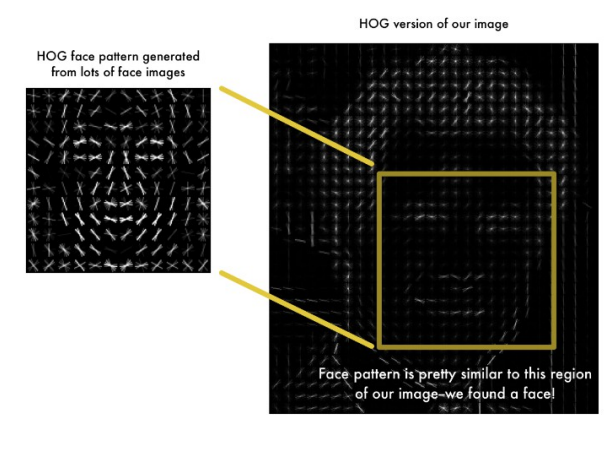 HOG version of our image
HOG face pattern generated
from lots of face images
Face pattern is pretty similar to this region
of our image–we found a face!